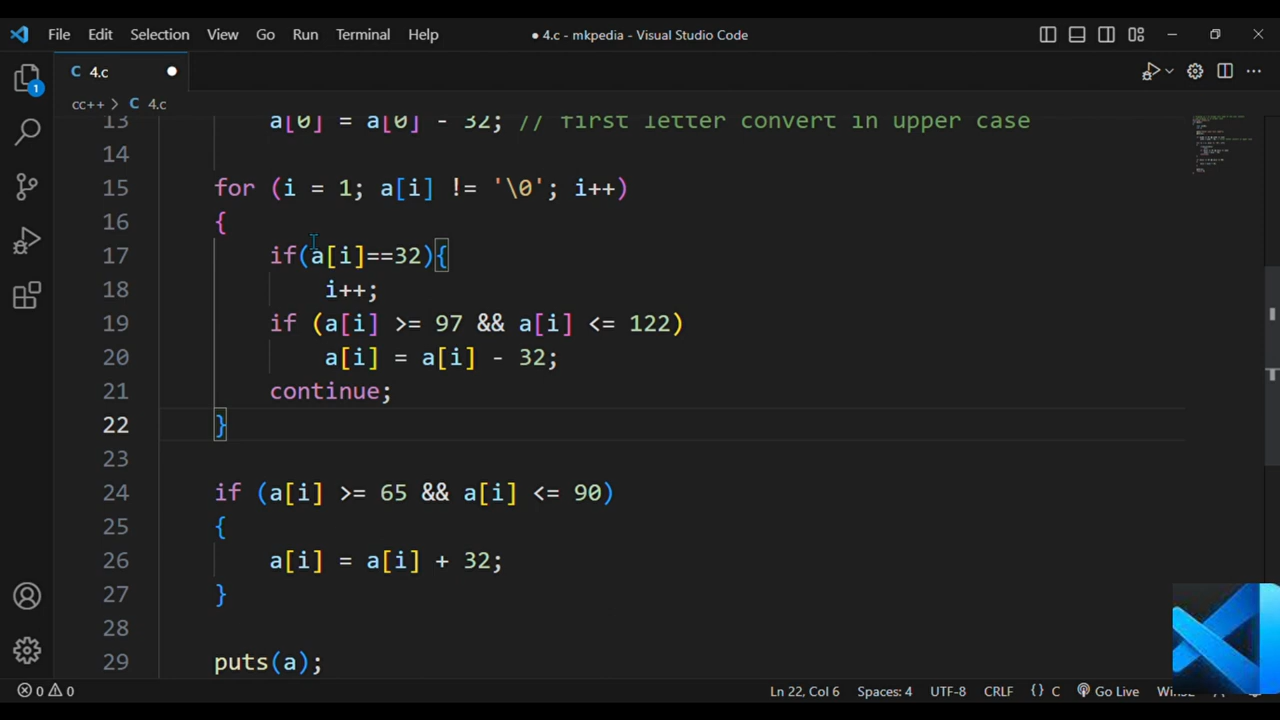 File Edit Selection View Go Run Terminal Help ● 4.c - mkpedia - Visual Studio Code
C 4.c
1
cc++ > C 4.c
13 a[0] = a[0] - 32; // first letter convert in upper case
14
15 for (i = 1; a[i] != '\0'; i++)
16 {
17 if(a[i]==32){
18 i++;
19 if (a[i] >= 97 && a[i] <= 122)
20 a[i] = a[i] - 32;
21 continue;
22 }
23
24 if (a[i] >= 65 && a[i] <= 90)
25 {
26 a[i] = a[i] + 32;
27 }
28
29 puts(a);
0 0 Ln 22, Col 6 Spaces: 4 UTF-8 CRLF {} C Go Live